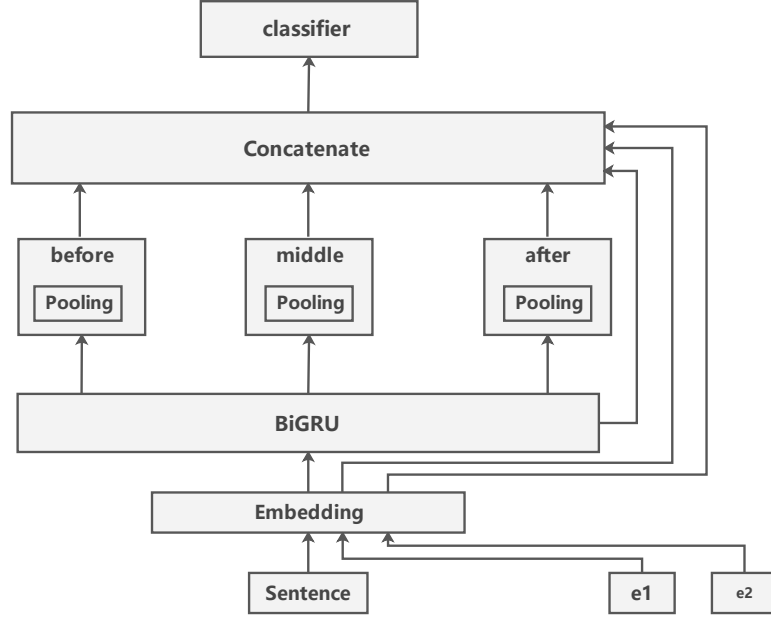 classifier
Concatenate
before
middle
after
Pooling
Pooling
Pooling
BiGRU
Embedding
Sentence
e1
e2